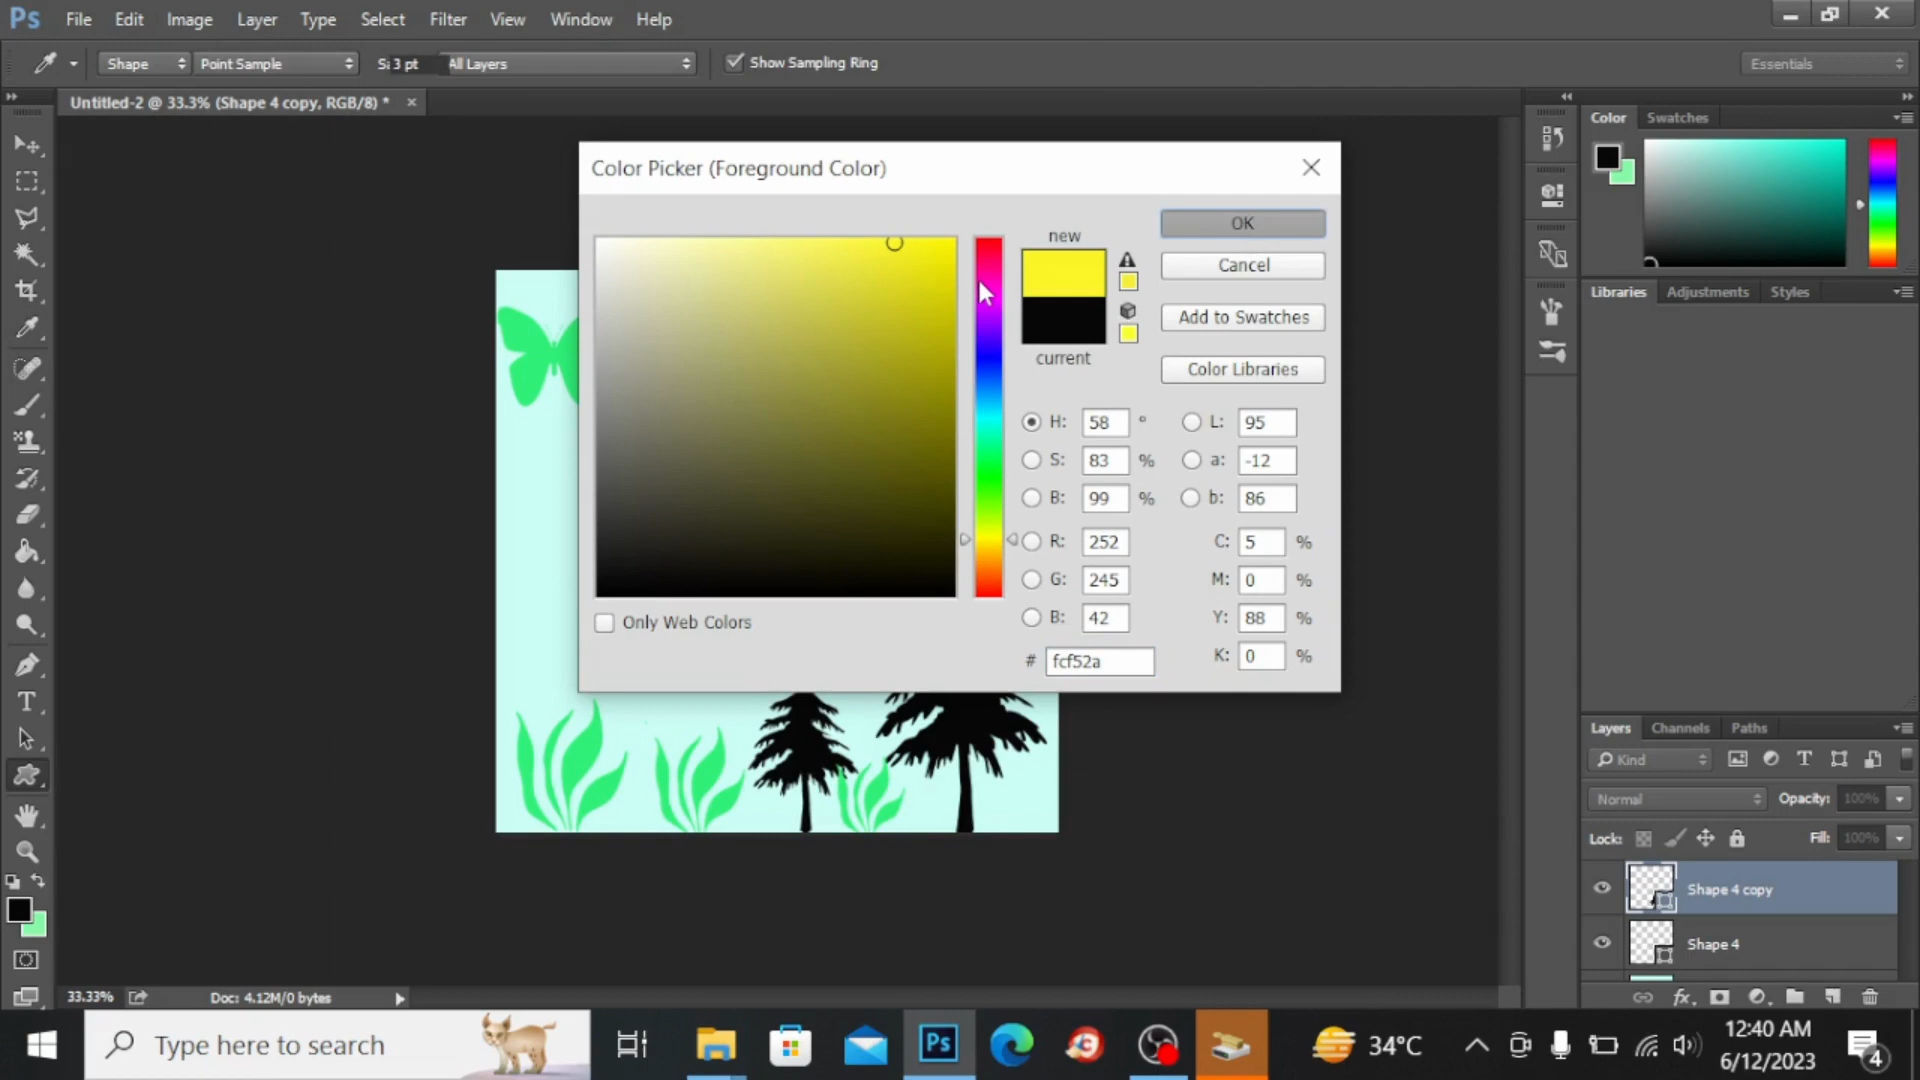 Ps File Edit Image Layer Type Select Filter View Window Help
Shape Point Sample 3 pt All Layers Show Sampling Ring Essentials
Untitled-2 @ 33.3% (Shape 4 copy, RGB/8) * ×
Color Swatches
Color Picker (Foreground Color)
OK
new
Cancel
Add to Swatches
current
Color Libraries
H: 58 ° L: 95
S: 83 % a: -12
B: 99 % b: 86
R: 252 C: 5 %
G: 245 M: 0 %
B: 42 Y: 88 %
# fcf52a K: 0 %
Only Web Colors
Libraries Adjustments Styles
Layers Channels Paths
Kind
Normal Opacity: 100%
Lock: Fill: 100%
Shape 4 copy
Shape 4
33.33% Doc: 4.12M/0 bytes
Type here to search
Ps
34°C
12:40 AM
6/12/2023
4